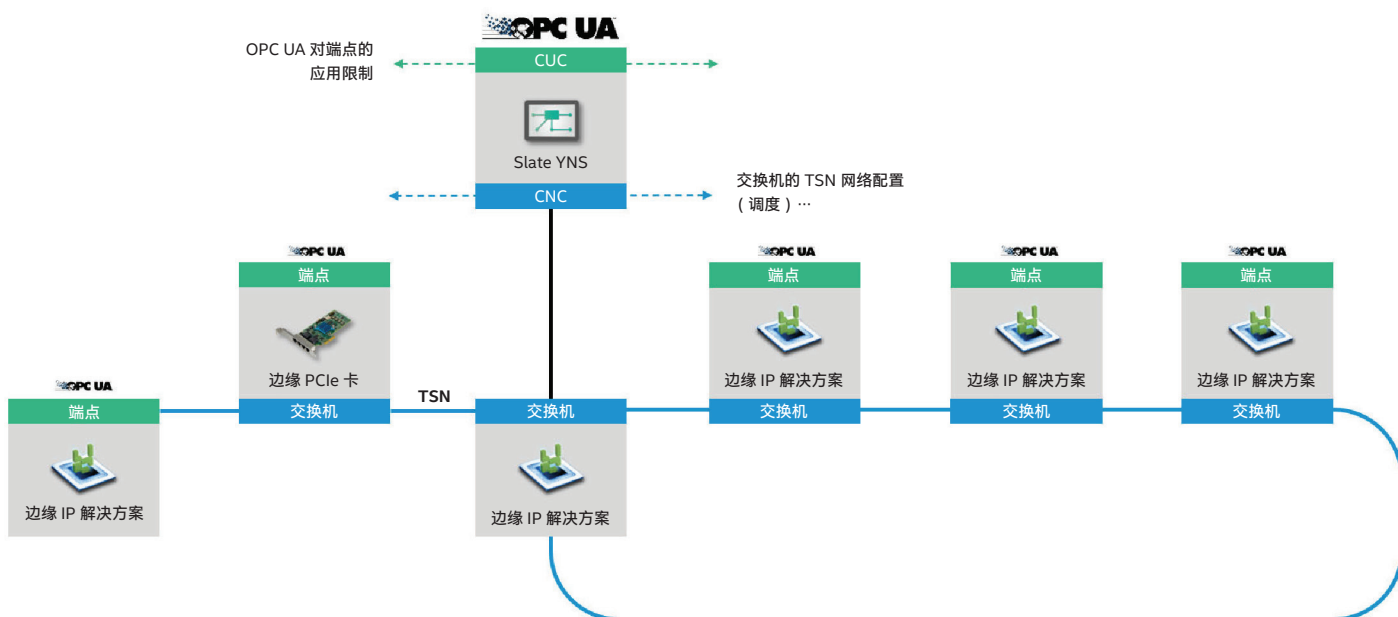 OPC UA
OPC UA 对端点的
应用限制
CUC
Slate YNS
CNC
交换机的 TSN 网络配置
( 调度 ) …
OPC UA
端点
边缘 PCIe 卡
交换机
OPC UA
端点
边缘 IP 解决方案
交换机
OPC UA
端点
边缘 IP 解决方案
交换机
OPC UA
端点
边缘 IP 解决方案
交换机
OPC UA
端点
边缘 IP 解决方案
TSN
交换机
边缘 IP 解决方案